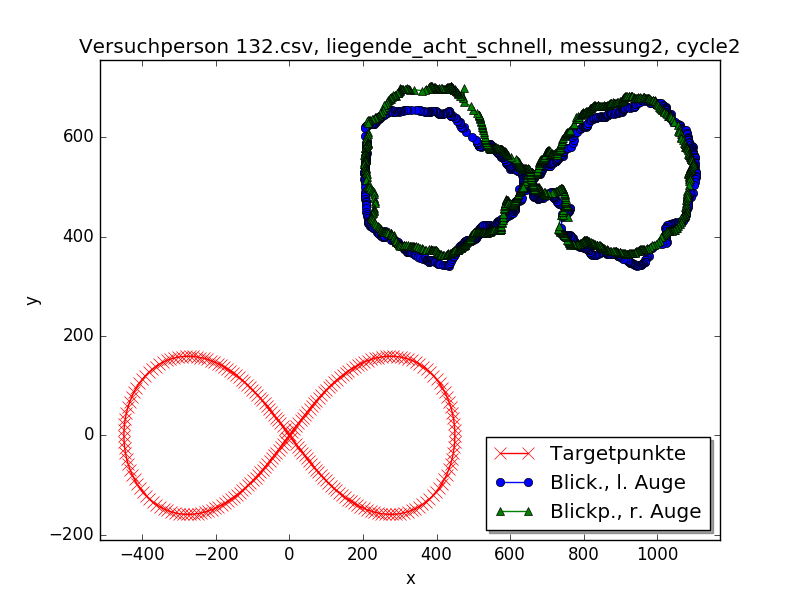 Versuchperson 132.csv, liegende_acht_schnell, messung2, cycle2
y
600
400
200
0
−200
−400
−200
0
200
400
600
800
1000
x
Targetpunkte
Blick., l. Auge
Blickp., r. Auge